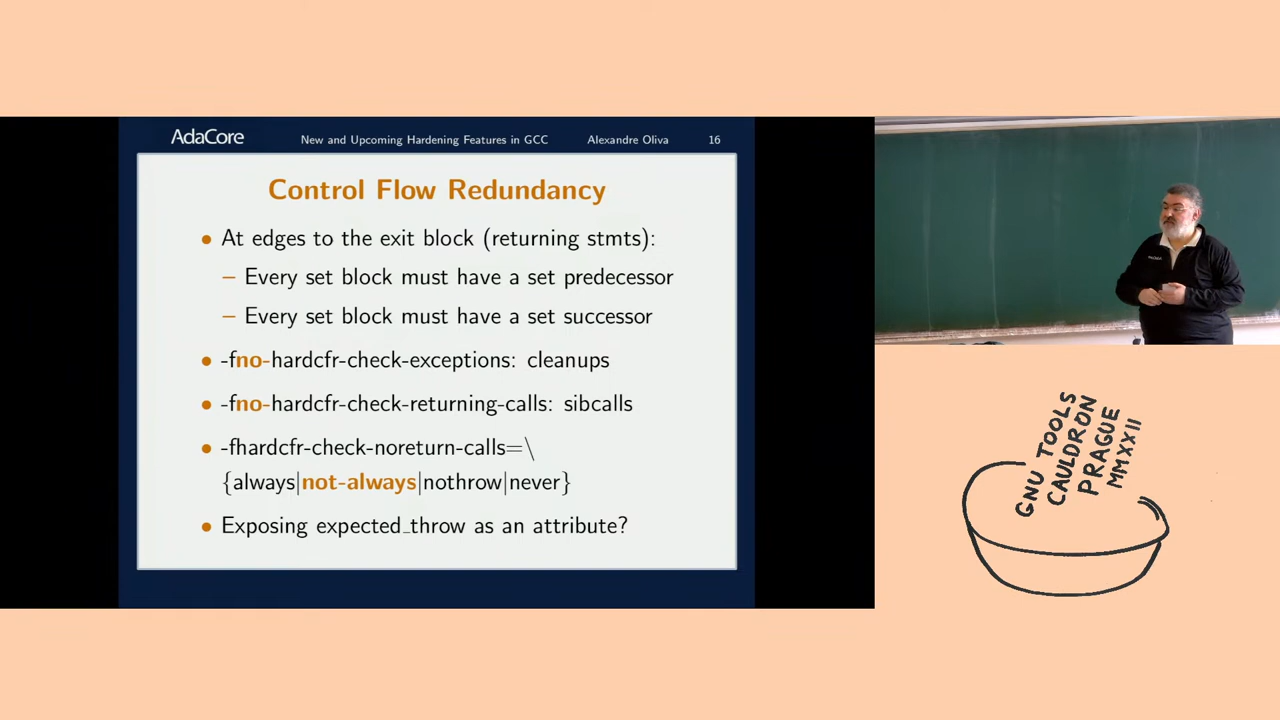 AdaCore New and Upcoming Hardening Features in GCC Alexandre Oliva 16
Control Flow Redundancy
• At edges to the exit block (returning stmts):
– Every set block must have a set predecessor
– Every set block must have a set successor
• -fno-hardcfr-check-exceptions: cleanups
• -fno-hardcfr-check-returning-calls: sibcalls
• -fhardcfr-check-noreturn-calls=\
{always|not-always|nothrow|never}
• Exposing expected_throw as an attribute?
GNU TOOLS
CAULDRON
PRAGUE
MMXXII